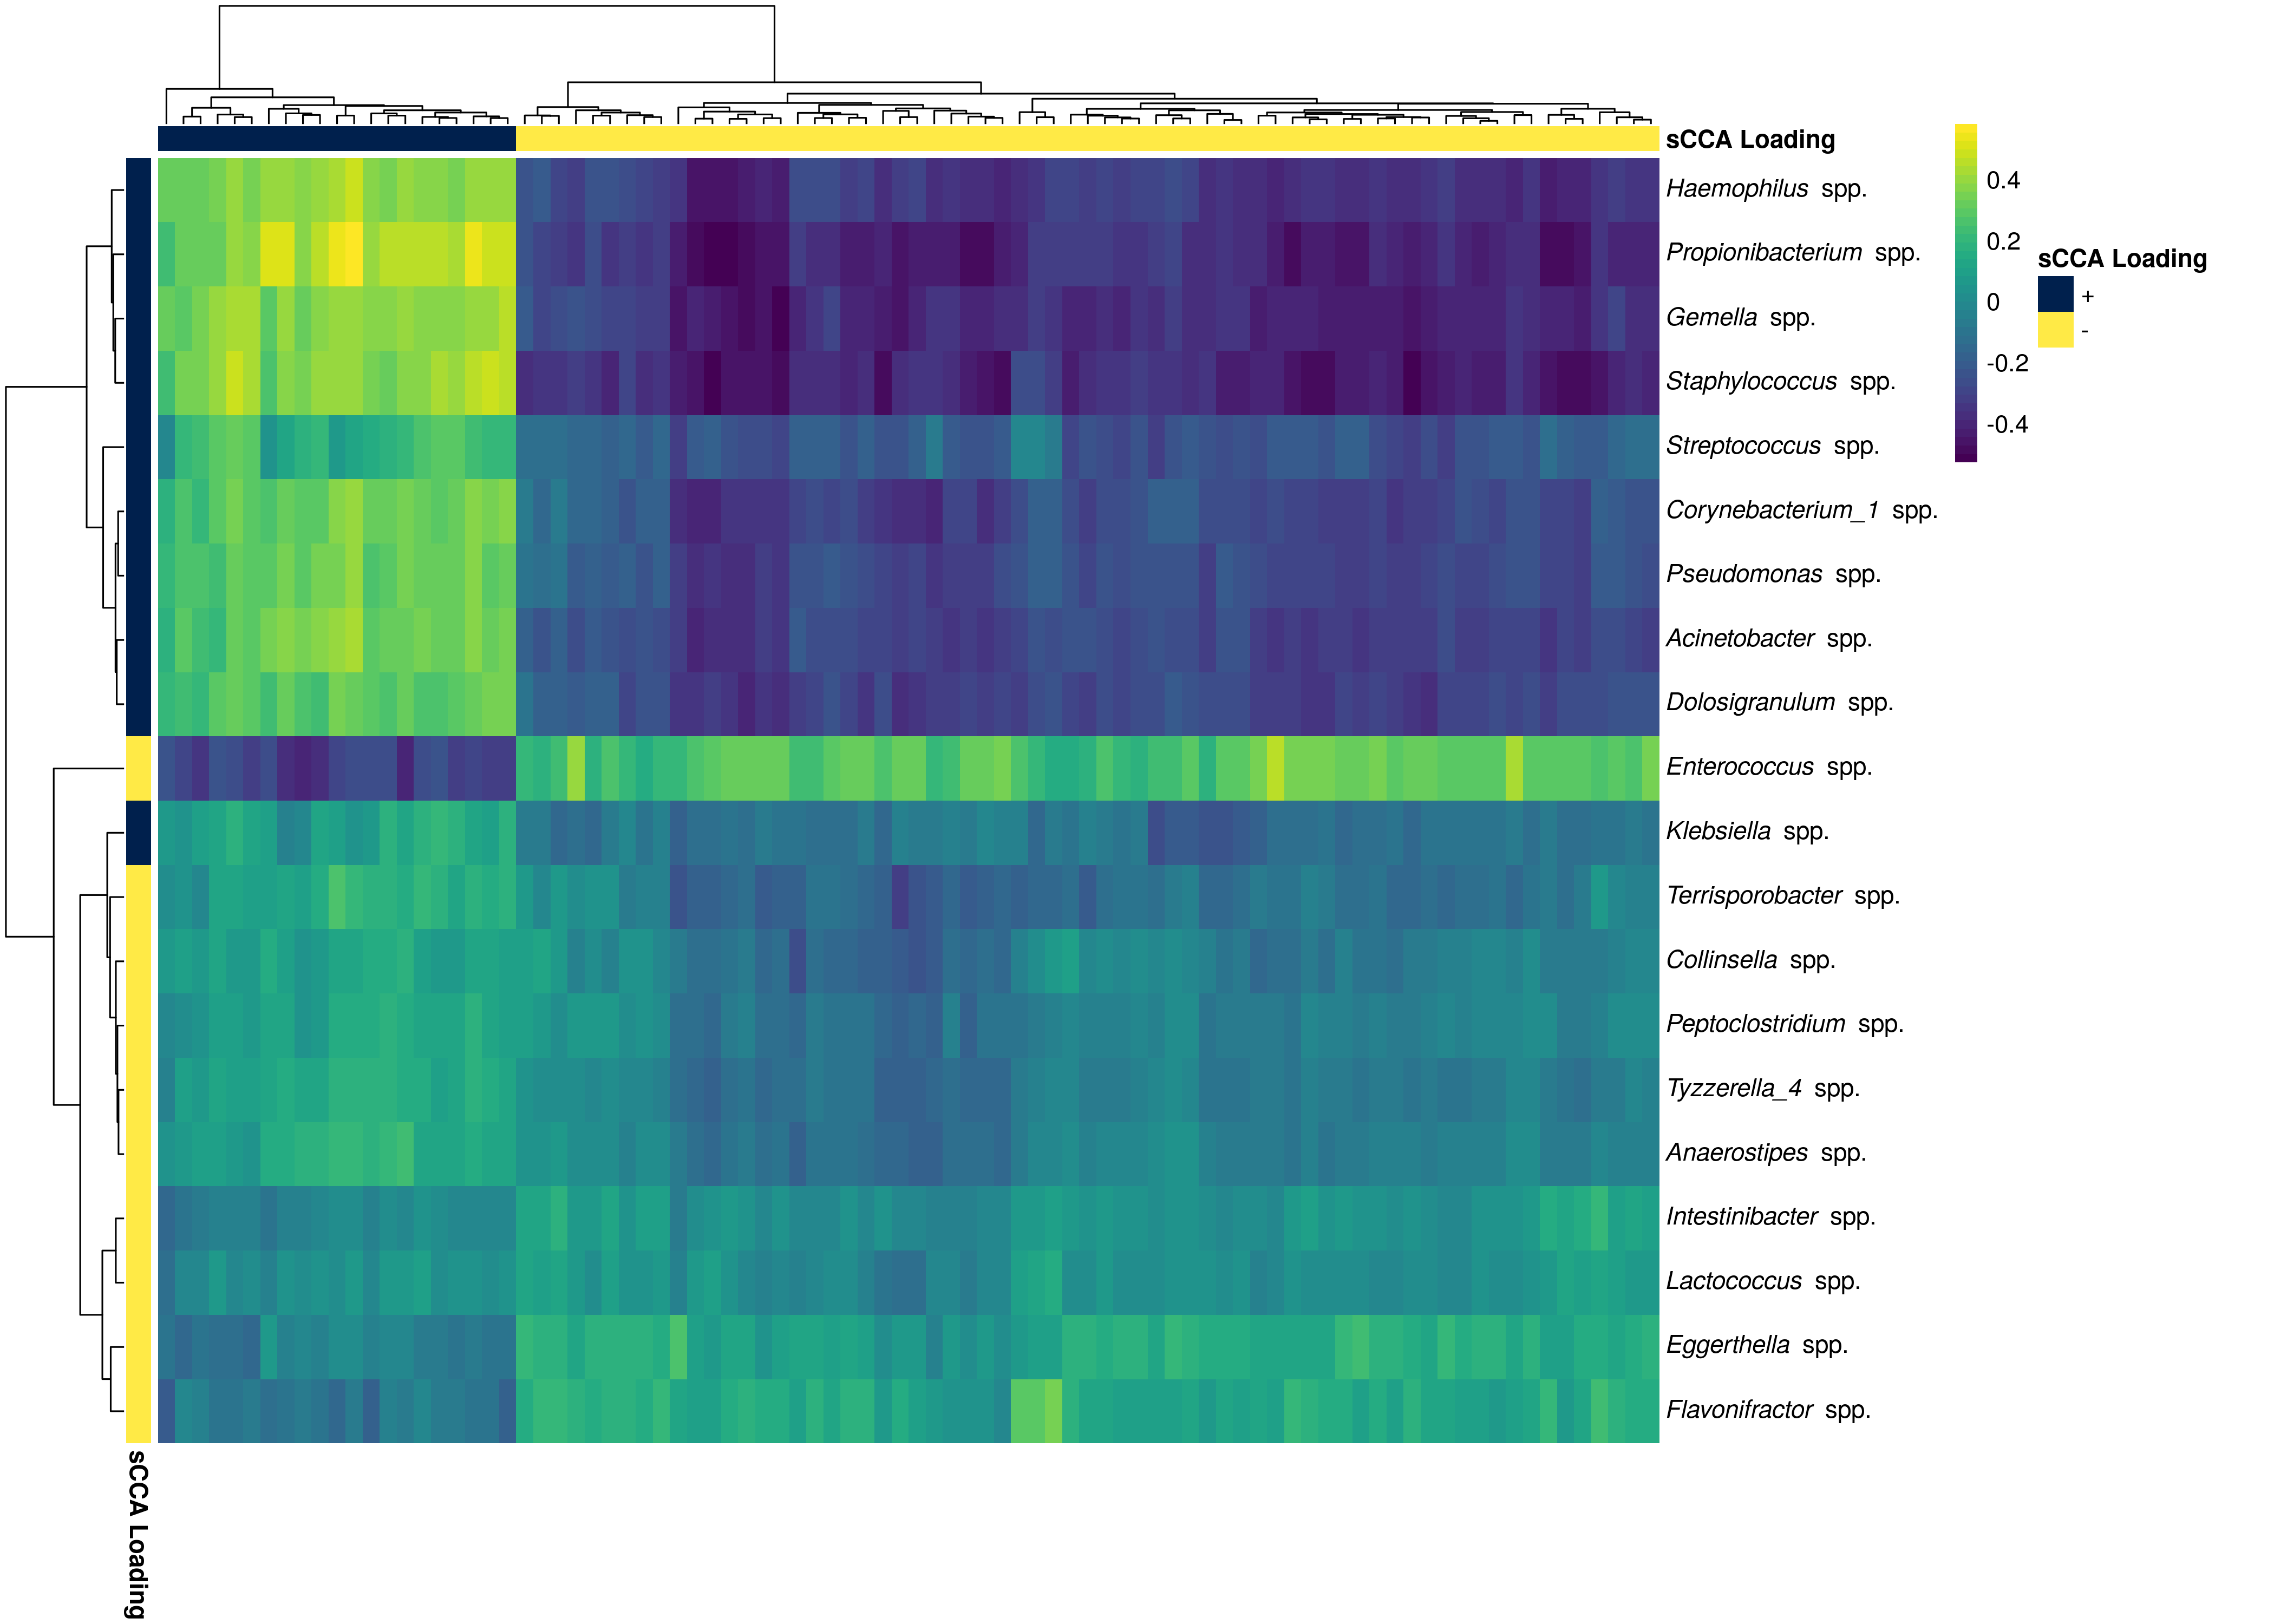 sCCA Loading
Haemophilus spp.
Propionibacterium spp.
Gemella spp.
Staphylococcus spp.
Streptococcus spp.
Corynebacterium_1 spp.
Pseudomonas spp.
Acinetobacter spp.
Dolosigranulum spp.
Enterococcus spp.
Klebsiella spp.
Terrisporobacter spp.
Collinsella spp.
Peptoclostridium spp.
Tyzzerella_4 spp.
Anaerostipes spp.
Intestinibacter spp.
Lactococcus spp.
Eggerthella spp.
Flavonifractor spp.
0.4
0.2
0
-0.2
-0.4
sCCA Loading
+
-
sCCA Loading